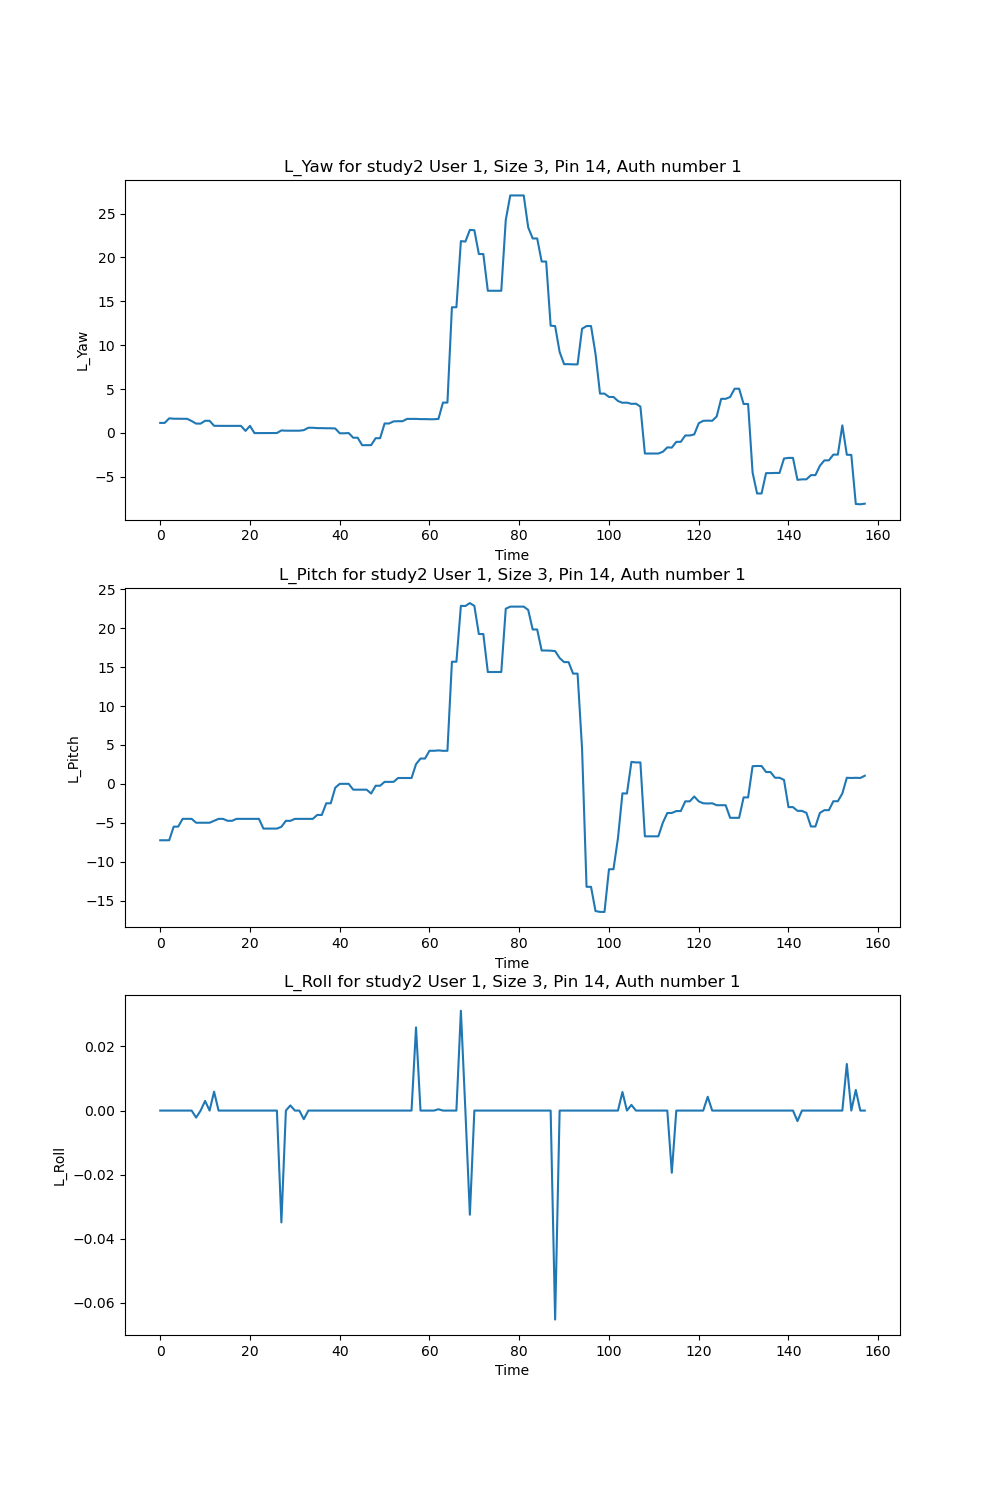 L_Yaw for study2 User 1, Size 3, Pin 14, Auth number 1
25
20
15
10
5
0
−5
L_Yaw
0 20 40 60 80 100 120 140 160
Time
L_Pitch for study2 User 1, Size 3, Pin 14, Auth number 1
25
20
15
10
5
0
−5
−10
−15
L_Pitch
0 20 40 60 80 100 120 140 160
Time
L_Roll for study2 User 1, Size 3, Pin 14, Auth number 1
0.02
0.00
−0.02
−0.04
−0.06
L_Roll
0 20 40 60 80 100 120 140 160
Time